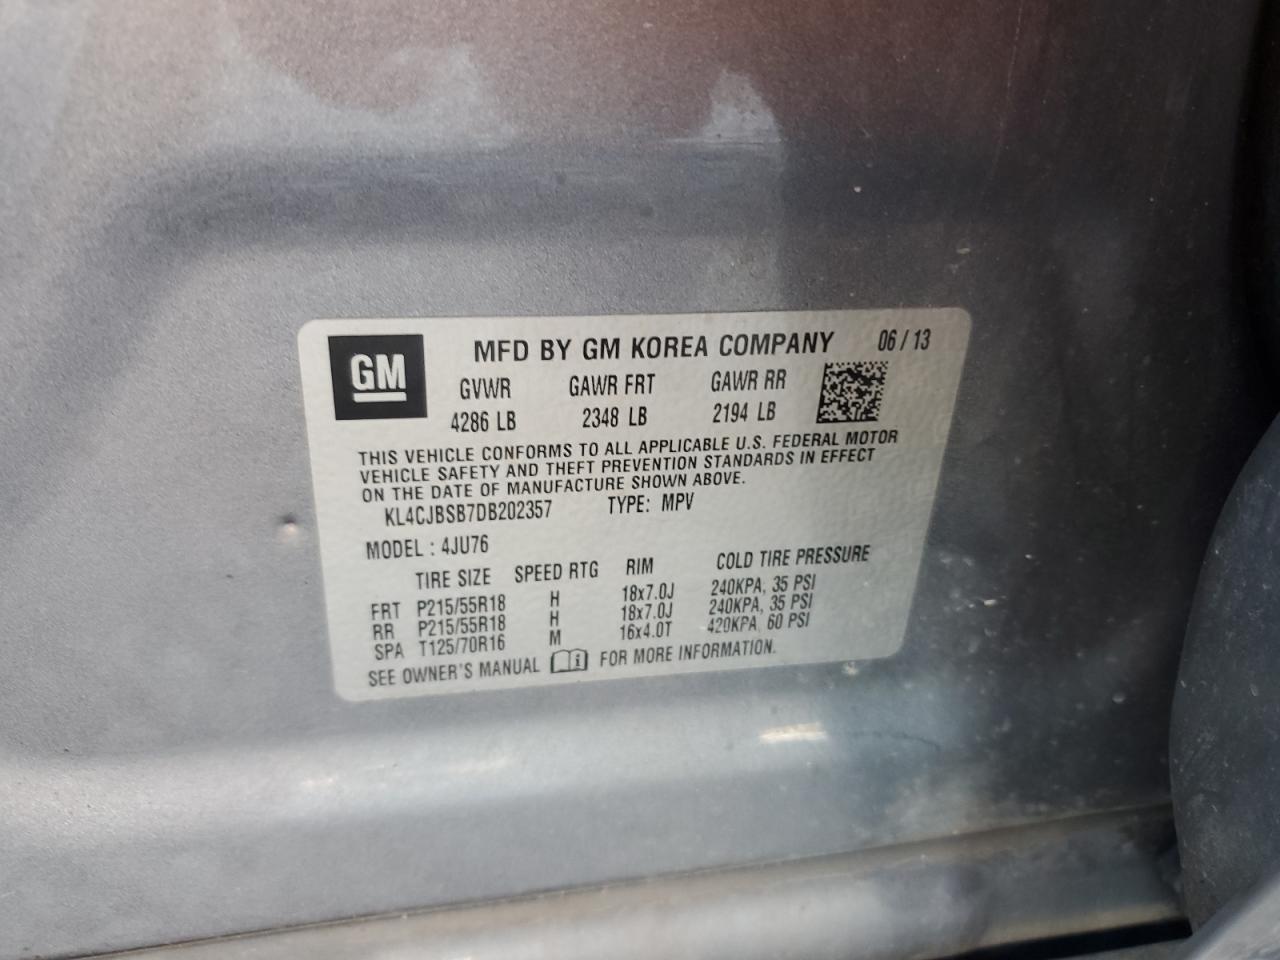 GM
MFD BY GM KOREA COMPANY 06 / 13
GVWR GAWR FRT GAWR RR
4286 LB 2348 LB 2194 LB
THIS VEHICLE CONFORMS TO ALL APPLICABLE U.S. FEDERAL MOTOR
VEHICLE SAFETY AND THEFT PREVENTION STANDARDS IN EFFECT
ON THE DATE OF MANUFACTURE SHOWN ABOVE.
KL4CJBSB7DB202357 TYPE: MPV
MODEL : 4JU76
TIRE SIZE SPEED RTG RIM COLD TIRE PRESSURE
FRT P215/55R18 H 18x7.0J 240KPA, 35 PSI
RR P215/55R18 H 18x7.0J 240KPA, 35 PSI
SPA T125/70R16 M 16x4.0T 420KPA, 60 PSI
SEE OWNER'S MANUAL i FOR MORE INFORMATION.